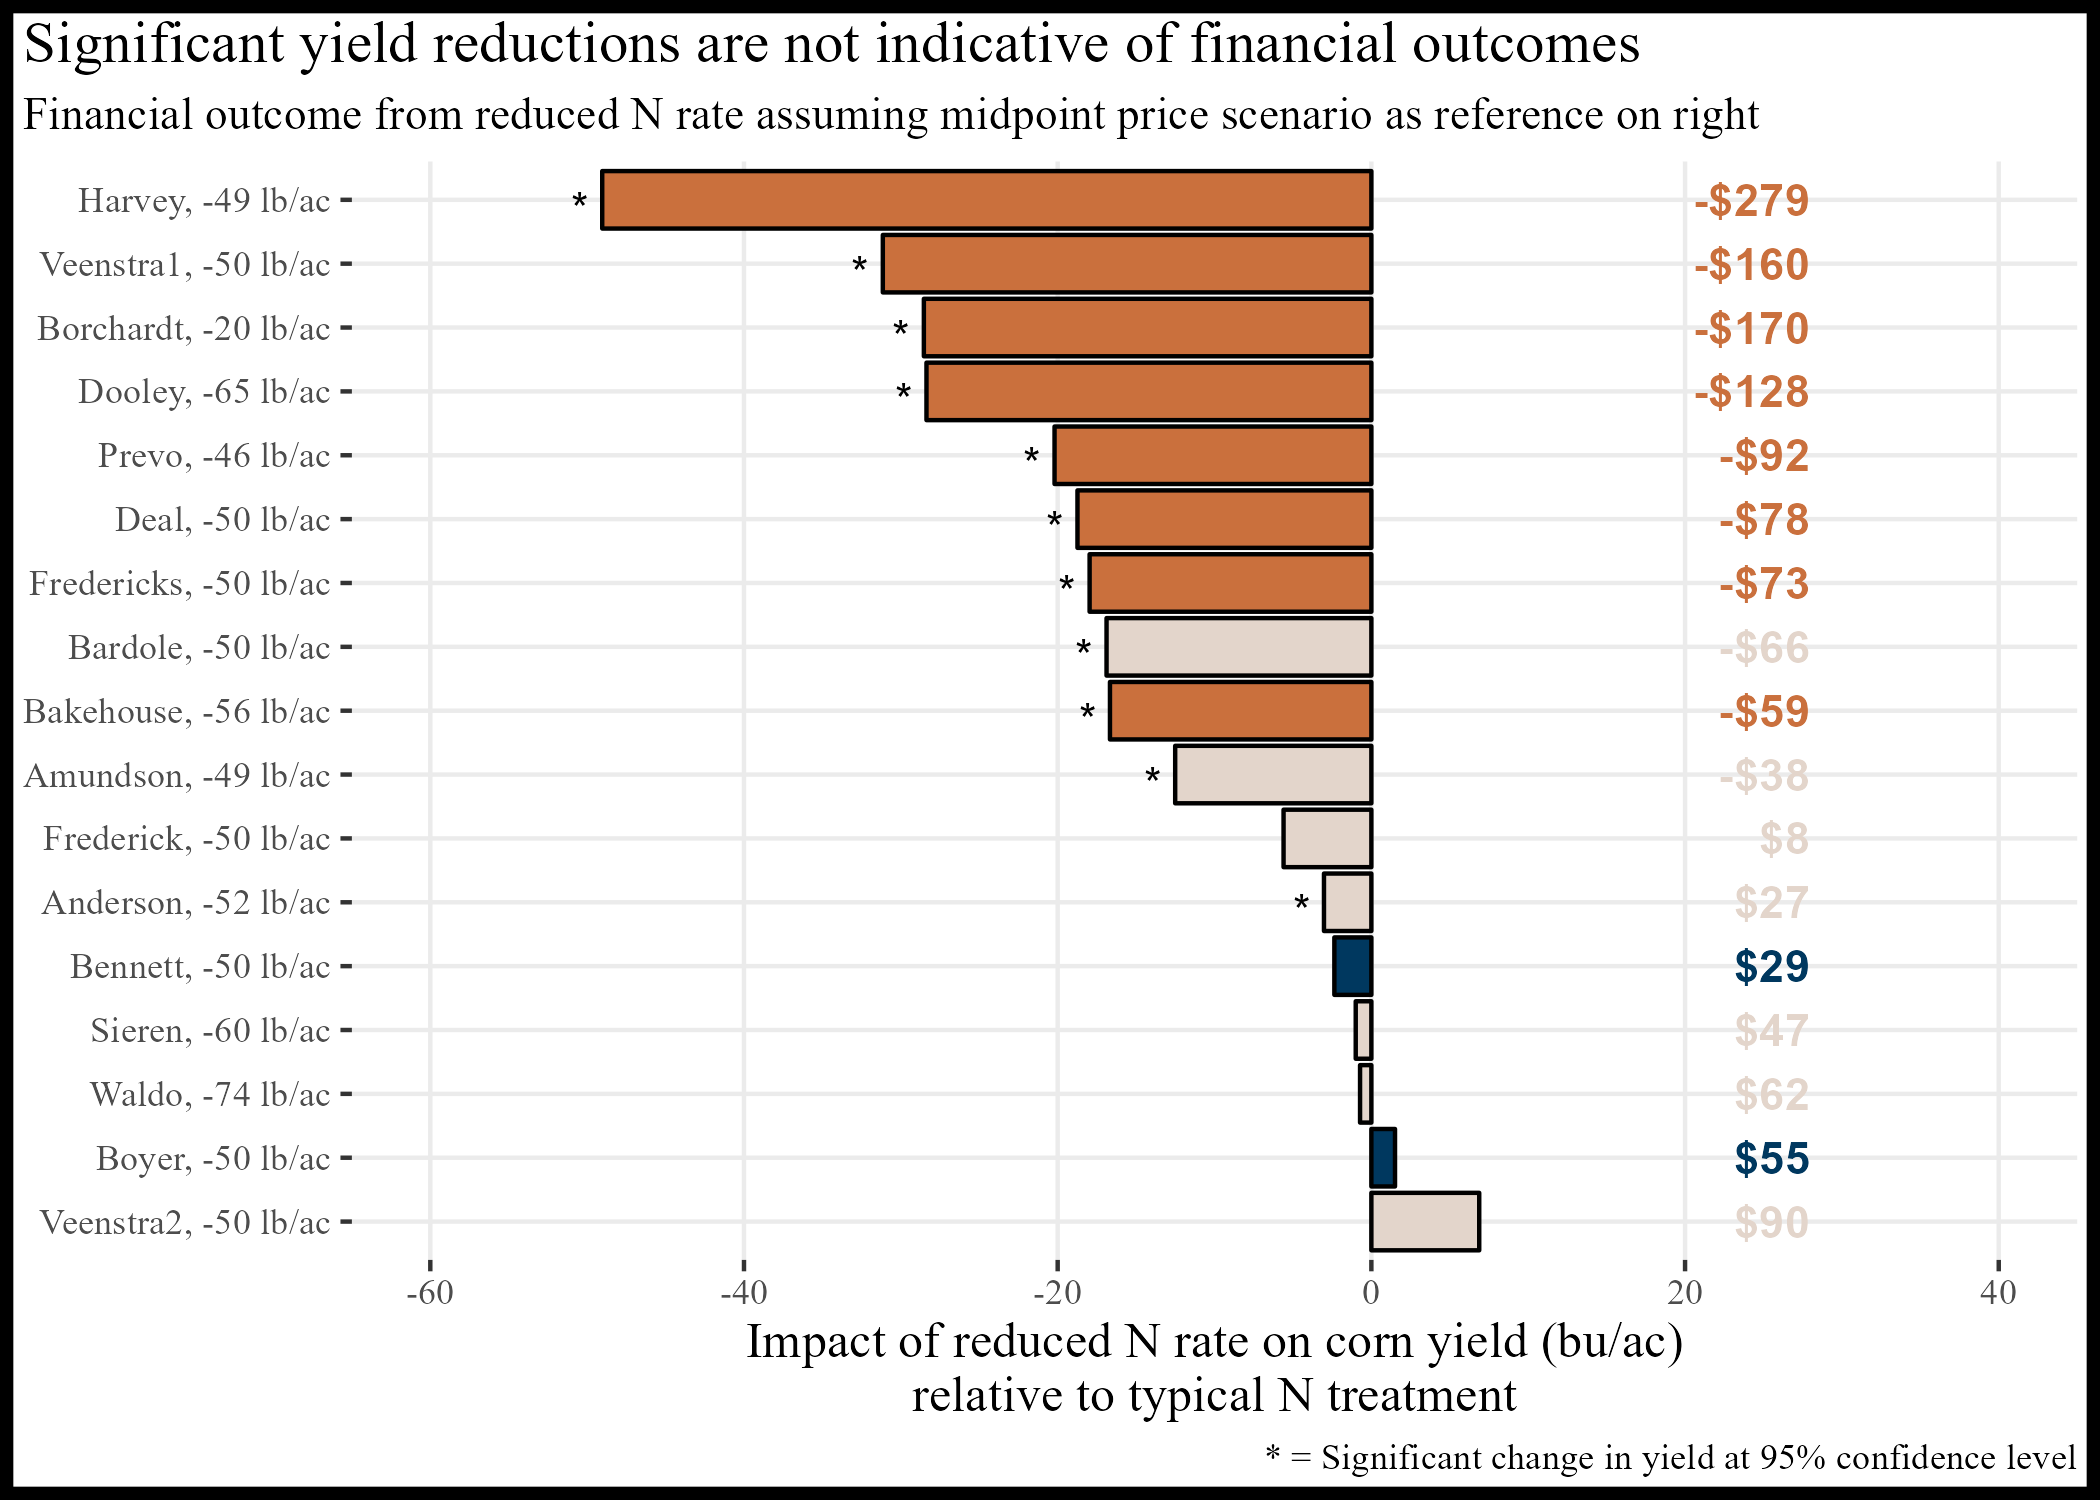 Significant yield reductions are not indicative of financial outcomes
Financial outcome from reduced N rate assuming midpoint price scenario as reference on right
Harvey, -49 lb/ac * -$279
Veenstra1, -50 lb/ac * -$160
Borchardt, -20 lb/ac * -$170
Dooley, -65 lb/ac * -$128
Prevo, -46 lb/ac * -$92
Deal, -50 lb/ac * -$78
Fredericks, -50 lb/ac * -$73
Bardole, -50 lb/ac * -$66
Bakehouse, -56 lb/ac * -$59
Amundson, -49 lb/ac * -$38
Frederick, -50 lb/ac $8
Anderson, -52 lb/ac * $27
Bennett, -50 lb/ac $29
Sieren, -60 lb/ac $47
Waldo, -74 lb/ac $62
Boyer, -50 lb/ac $55
Veenstra2, -50 lb/ac $90
-60 -40 -20 0 20 40
Impact of reduced N rate on corn yield (bu/ac)
relative to typical N treatment
* = Significant change in yield at 95% confidence level